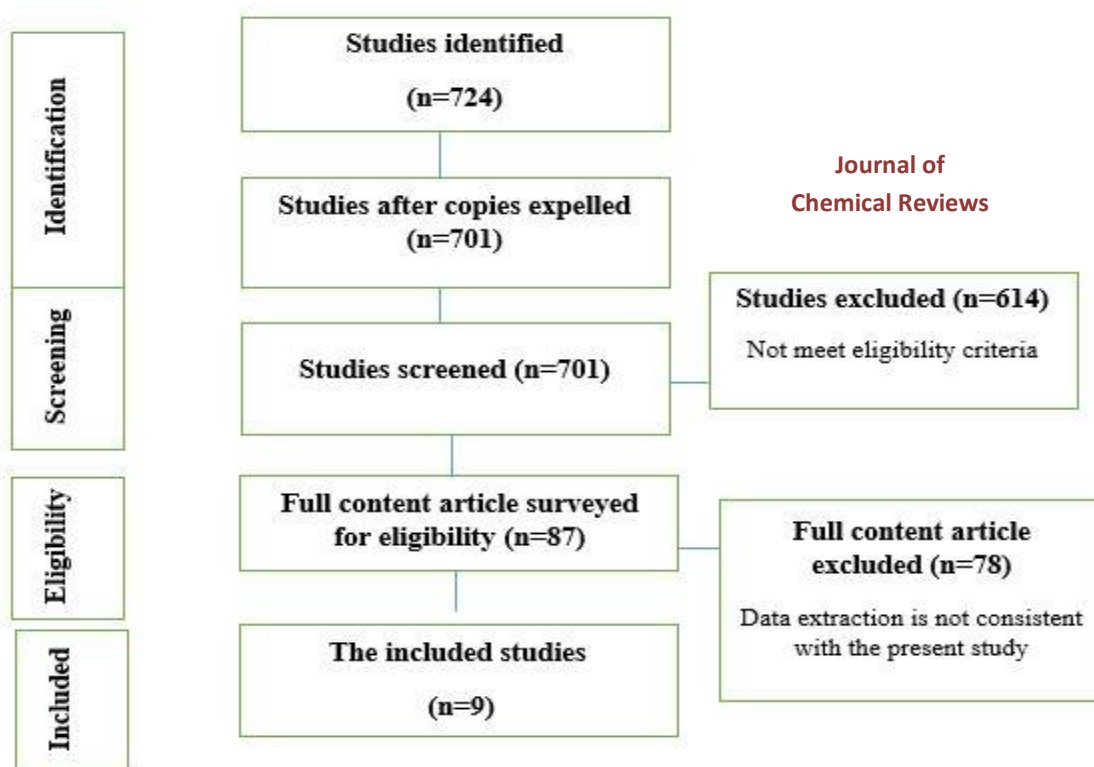 Identification
Studies identified
(n=724)
Studies after copies expelled
(n=701)
Journal of
Chemical Reviews
Screening
Studies screened (n=701)
Studies excluded (n=614)
Not meet eligibility criteria
Eligibility
Full content article surveyed
for eligibility (n=87)
Full content article
excluded (n=78)
Data extraction is not consistent
with the present study
Included
The included studies
(n=9)